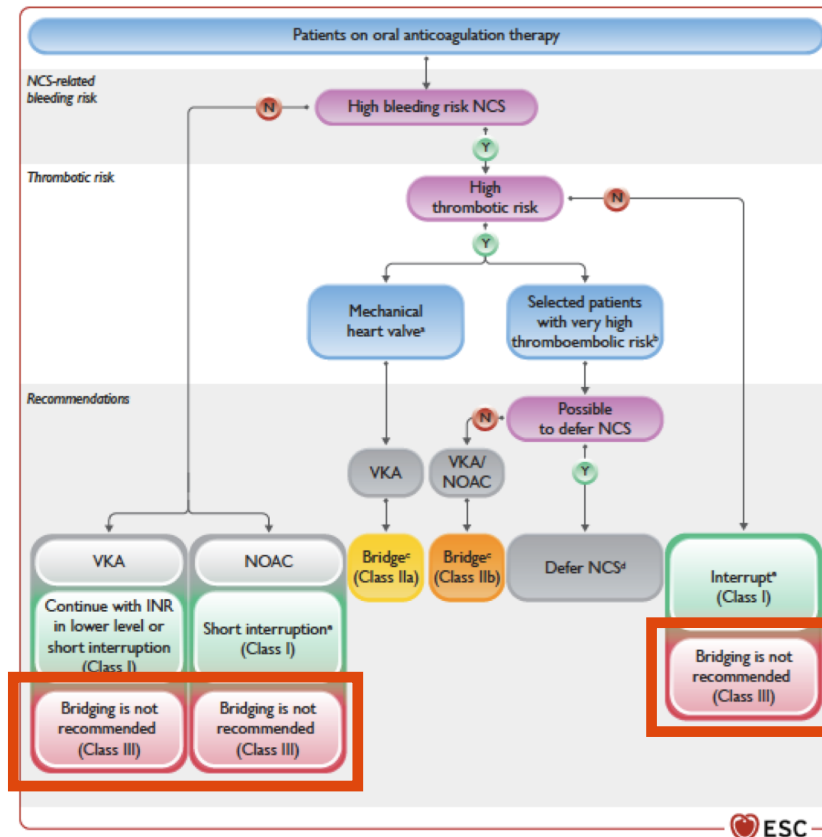 Patients on oral anticoagulation therapy
NCS-related
bleeding risk
N
High bleeding risk NCS
Y
Thrombotic risk
High
thrombotic risk
N
Y
Mechanical
heart valveᵃ
Selected patients
with very high
thromboembolic riskᵇ
Recommendations
Possible
to defer NCS
N
Y
VKA
VKA/
NOAC
VKA
Continue with INR
in lower level or
short interruption
(Class I)
Bridging is not
recommended
(Class III)
NOAC
Short interruptionᵉ
(Class I)
Bridging is not
recommended
(Class III)
Bridgeᶜ
(Class IIa)
Bridgeᶜ
(Class IIb)
Defer NCSᵈ
Interruptᵉ
(Class I)
Bridging is not
recommended
(Class III)
ESC